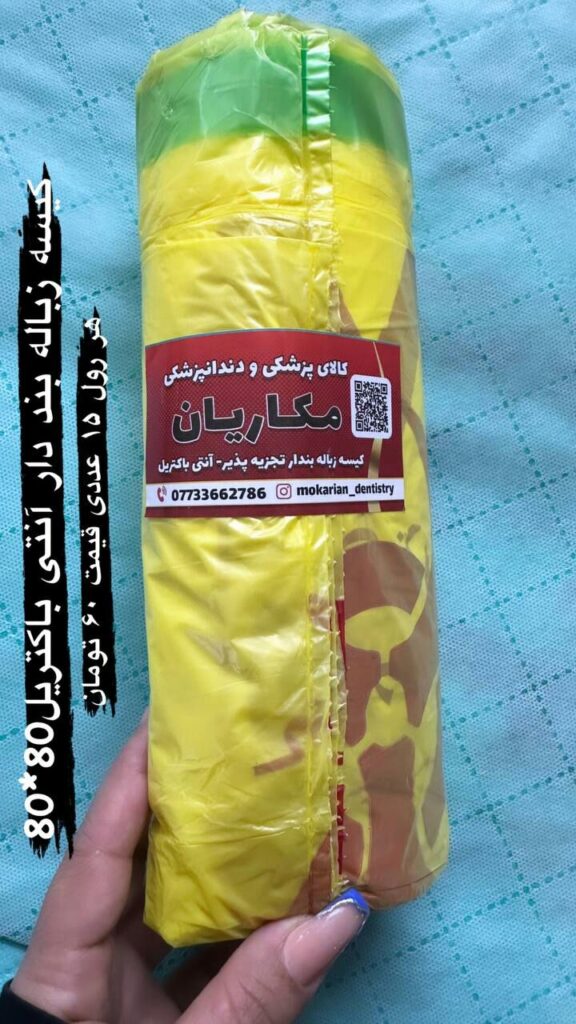 کیسه زباله بند دار آنتی باکتریل80*80
هر رول ۱۵ عددی قیمت ۶۰ تومان
کالای پزشکی و دندانپزشکی
مکاریان
کیسه زباله بندار تجزیه پذیر- آنتی باکتریل
07733662786 mokarian_dentistry